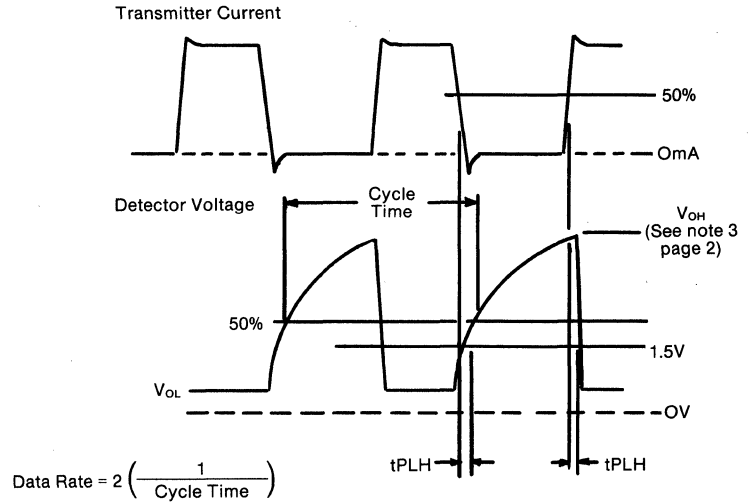 Transmitter Current
50%
OmA
Detector Voltage
Cycle
Time
VOH
(See note 3
page 2)
50%
1.5V
VOL
OV
tPLH
tPLH
Data Rate = 2 ( 1 / Cycle Time )